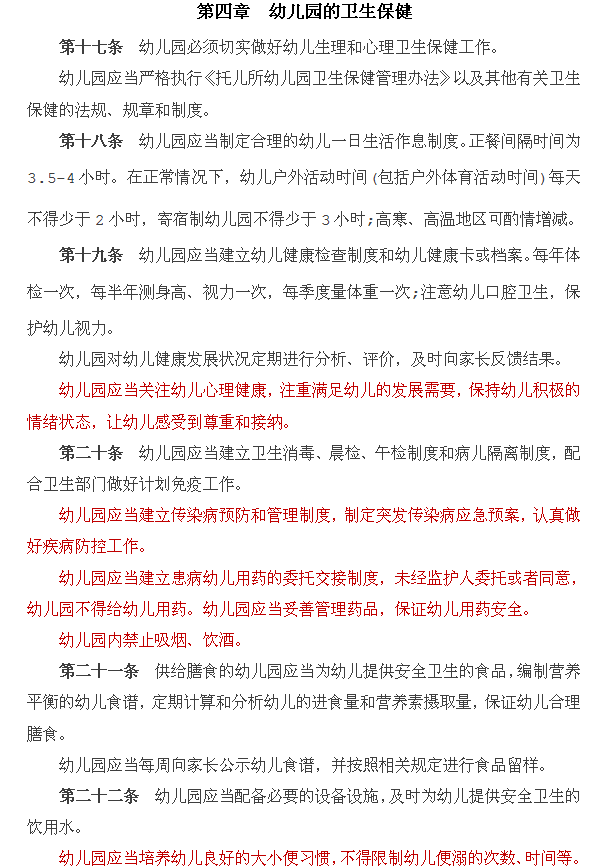 第四章　幼儿园的卫生保健
第十七条　幼儿园必须切实做好幼儿生理和心理卫生保健工作。
幼儿园应当严格执行《托儿所幼儿园卫生保健管理办法》以及其他有关卫生
保健的法规、规章和制度。
第十八条　幼儿园应当制定合理的幼儿一日生活作息制度。正餐间隔时间为
3.5-4小时。在正常情况下，幼儿户外活动时间(包括户外体育活动时间)每天
不得少于2小时，寄宿制幼儿园不得少于3小时;高寒、高温地区可酌情增减。
第十九条　幼儿园应当建立幼儿健康检查制度和幼儿健康卡或档案。每年体
检一次，每半年测身高、视力一次，每季度量体重一次;注意幼儿口腔卫生，保
护幼儿视力。
幼儿园对幼儿健康发展状况定期进行分析、评价，及时向家长反馈结果。
幼儿园应当关注幼儿心理健康，注重满足幼儿的发展需要，保持幼儿积极的
情绪状态，让幼儿感受到尊重和接纳。
第二十条　幼儿园应当建立卫生消毒、晨检、午检制度和病儿隔离制度，配
合卫生部门做好计划免疫工作。
幼儿园应当建立传染病预防和管理制度，制定突发传染病应急预案，认真做
好疾病防控工作。
幼儿园应当建立患病幼儿用药的委托交接制度，未经监护人委托或者同意，
幼儿园不得给幼儿用药。幼儿园应当妥善管理药品，保证幼儿用药安全。
幼儿园内禁止吸烟、饮酒。
第二十一条　供给膳食的幼儿园应当为幼儿提供安全卫生的食品，编制营养
平衡的幼儿食谱，定期计算和分析幼儿的进食量和营养素摄取量，保证幼儿合理
膳食。
幼儿园应当每周向家长公示幼儿食谱，并按照相关规定进行食品留样。
第二十二条　幼儿园应当配备必要的设备设施，及时为幼儿提供安全卫生的
饮用水。
幼儿园应当培养幼儿良好的大小便习惯，不得限制幼儿便溺的次数、时间等。